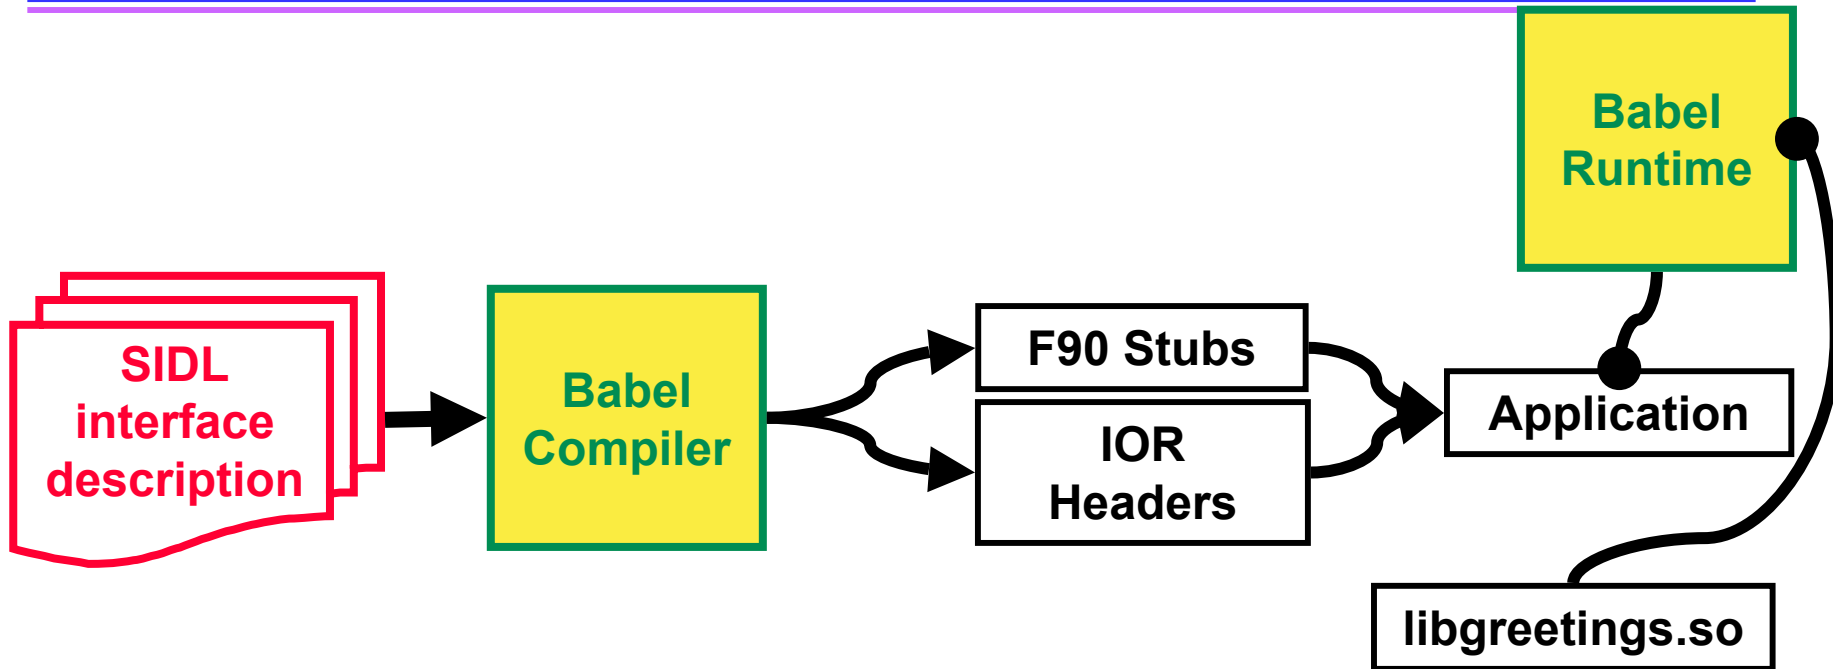 Babel
Runtime
SIDL
interface
description
Babel
Compiler
F90 Stubs
IOR
Headers
Application
libgreetings.so